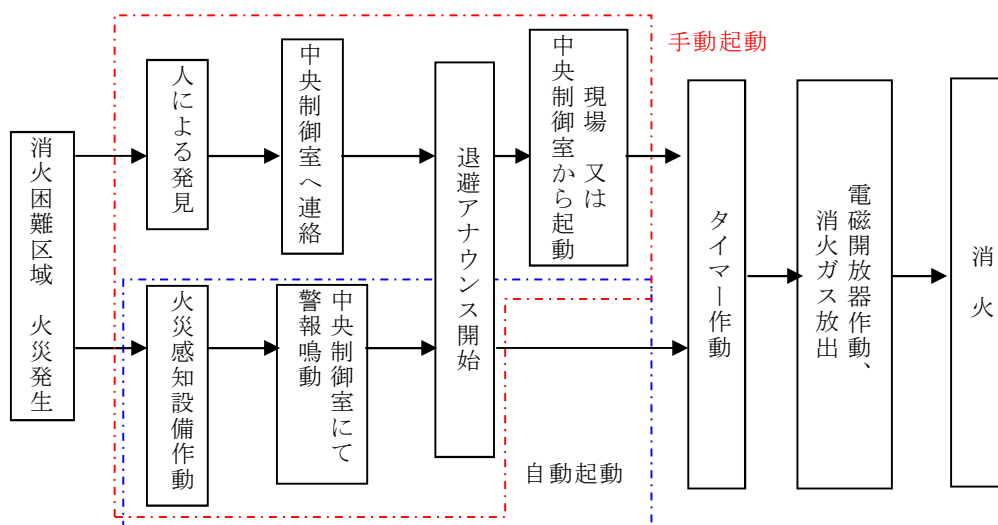 手動起動
消火困難区域　火災発生
人による発見
中央制御室へ連絡
退避アナウンス開始
現場　又は
中央制御室から起動
火災感知設備作動
中央制御室にて
警報鳴動
自動起動
タイマー作動
電磁開放器作動、
消火ガス放出
消　火